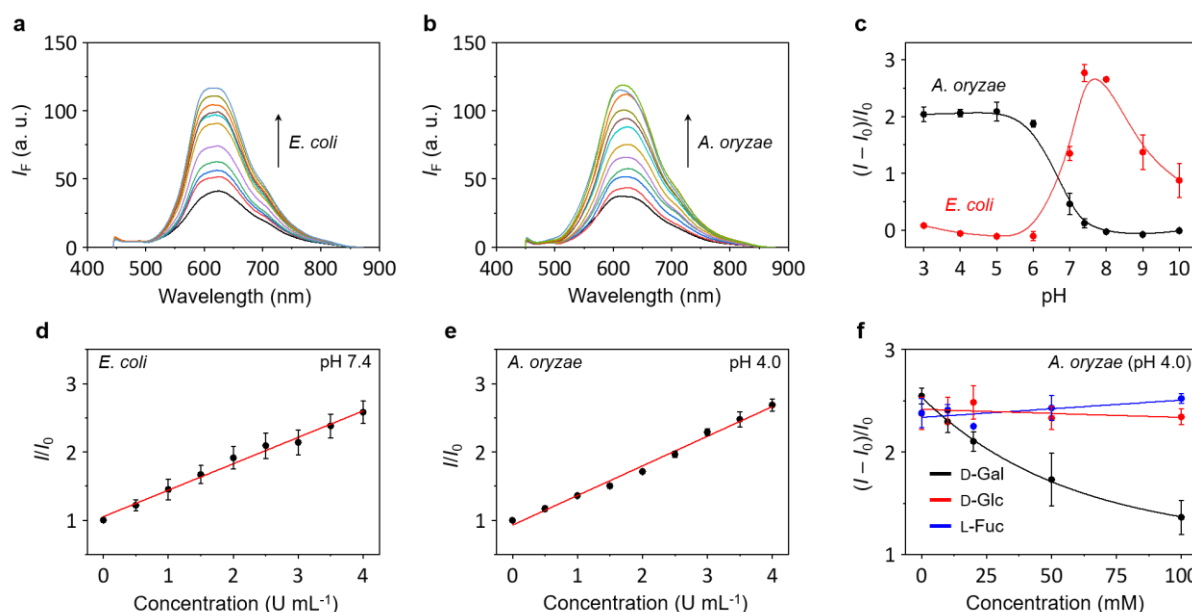 a
150
100
50
0
I_F (a. u.)
E. coli
400 500 600 700 800 900
Wavelength (nm)
b
150
100
50
0
I_F (a. u.)
A. oryzae
400 500 600 700 800 900
Wavelength (nm)
c
3
2
1
0
(I – I₀)/I₀
A. oryzae
E. coli
3 4 5 6 7 8 9 10
pH
d
E. coli pH 7.4
3
2
1
I/I₀
0 1 2 3 4
Concentration (U mL⁻¹)
e
A. oryzae pH 4.0
3
2
1
I/I₀
0 1 2 3 4
Concentration (U mL⁻¹)
f
A. oryzae (pH 4.0)
3
2
1
(I – I₀)/I₀
D-Gal
D-Glc
L-Fuc
0 25 50 75 100
Concentration (mM)